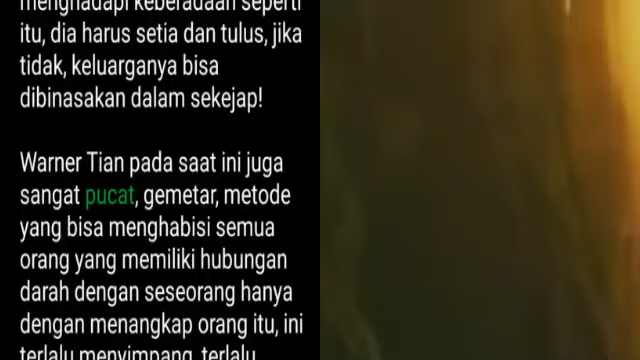 menghadapi keberadaan seperti
itu, dia harus setia dan tulus, jika
tidak, keluarganya bisa
dibinasakan dalam sekejap!
Warner Tian pada saat ini juga
sangat pucat, gemetar, metode
yang bisa menghabisi semua
orang yang memiliki hubungan
darah dengan seseorang hanya
dengan menangkap orang itu, ini
terlalu menyimpang, terlalu